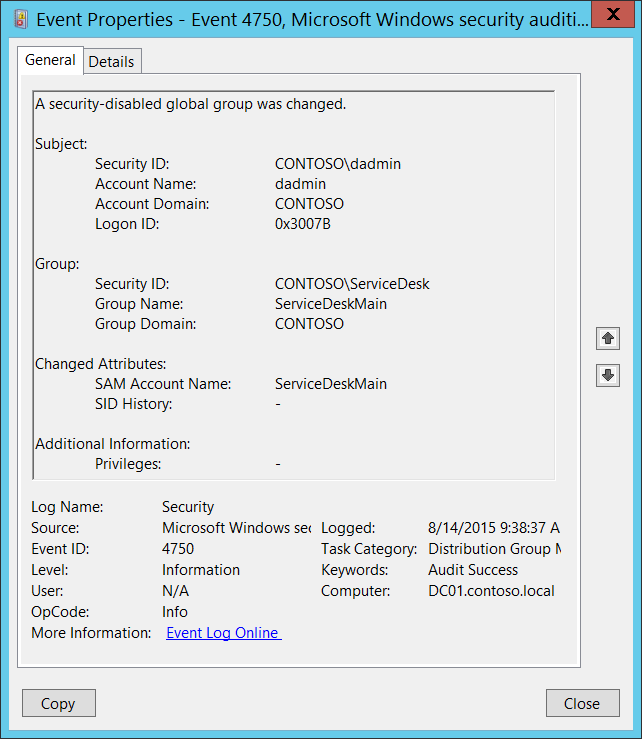 Event Properties - Event 4750, Microsoft Windows security auditi...
General Details
A security-disabled global group was changed.
Subject:
Security ID: CONTOSO\dadmin
Account Name: dadmin
Account Domain: CONTOSO
Logon ID: 0x3007B
Group:
Security ID: CONTOSO\ServiceDesk
Group Name: ServiceDeskMain
Group Domain: CONTOSO
Changed Attributes:
SAM Account Name: ServiceDeskMain
SID History: -
Additional Information:
Privileges: -
Log Name: Security
Source: Microsoft Windows sec Logged: 8/14/2015 9:38:37 A
Event ID: 4750 Task Category: Distribution Group M
Level: Information Keywords: Audit Success
User: N/A Computer: DC01.contoso.local
OpCode: Info
More Information: Event Log Online
Copy Close